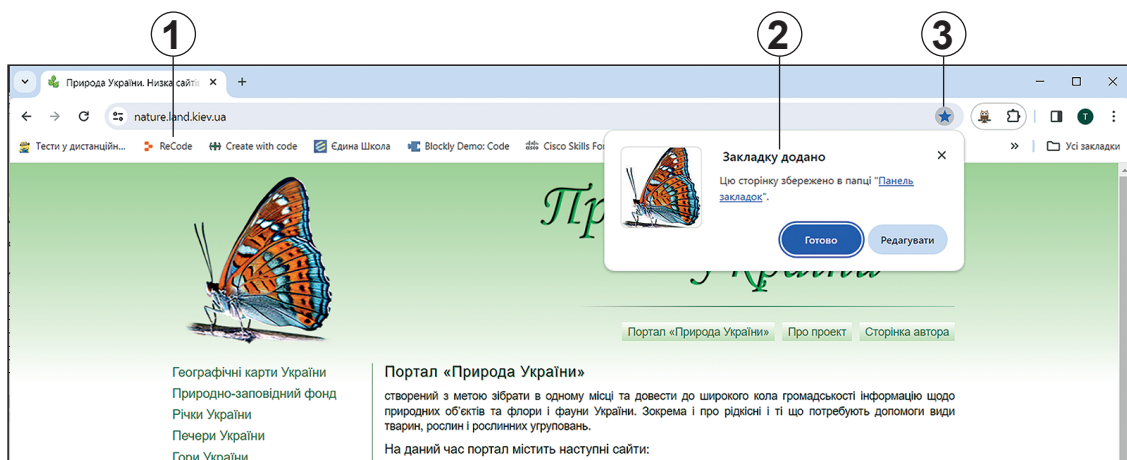 1 2 3
Природа України. Низка сайтів
nature.land.kiev.ua
T
Тести у дистанційн... ReCode Create with code Єдина Школа Blockly Demo: Code Cisco Skills Fo
» Усі закладки
Закладку додано
Цю сторінку збережено в папці "Панель
закладок".
Готово Редагувати
Пр
України
Портал «Природа України» Про проект Сторінка автора
Географічні карти України
Природно-заповідний фонд
Річки України
Печери України
Гори України
Портал «Природа України»
створений з метою зібрати в одному місці та довести до широкого кола громадськості інформацію щодо
природних об'єктів та флори і фауни України. Зокрема і про рідкісні і ті що потребують допомоги види
тварин, рослин і рослинних угруповань.
На даний час портал містить наступні сайти: